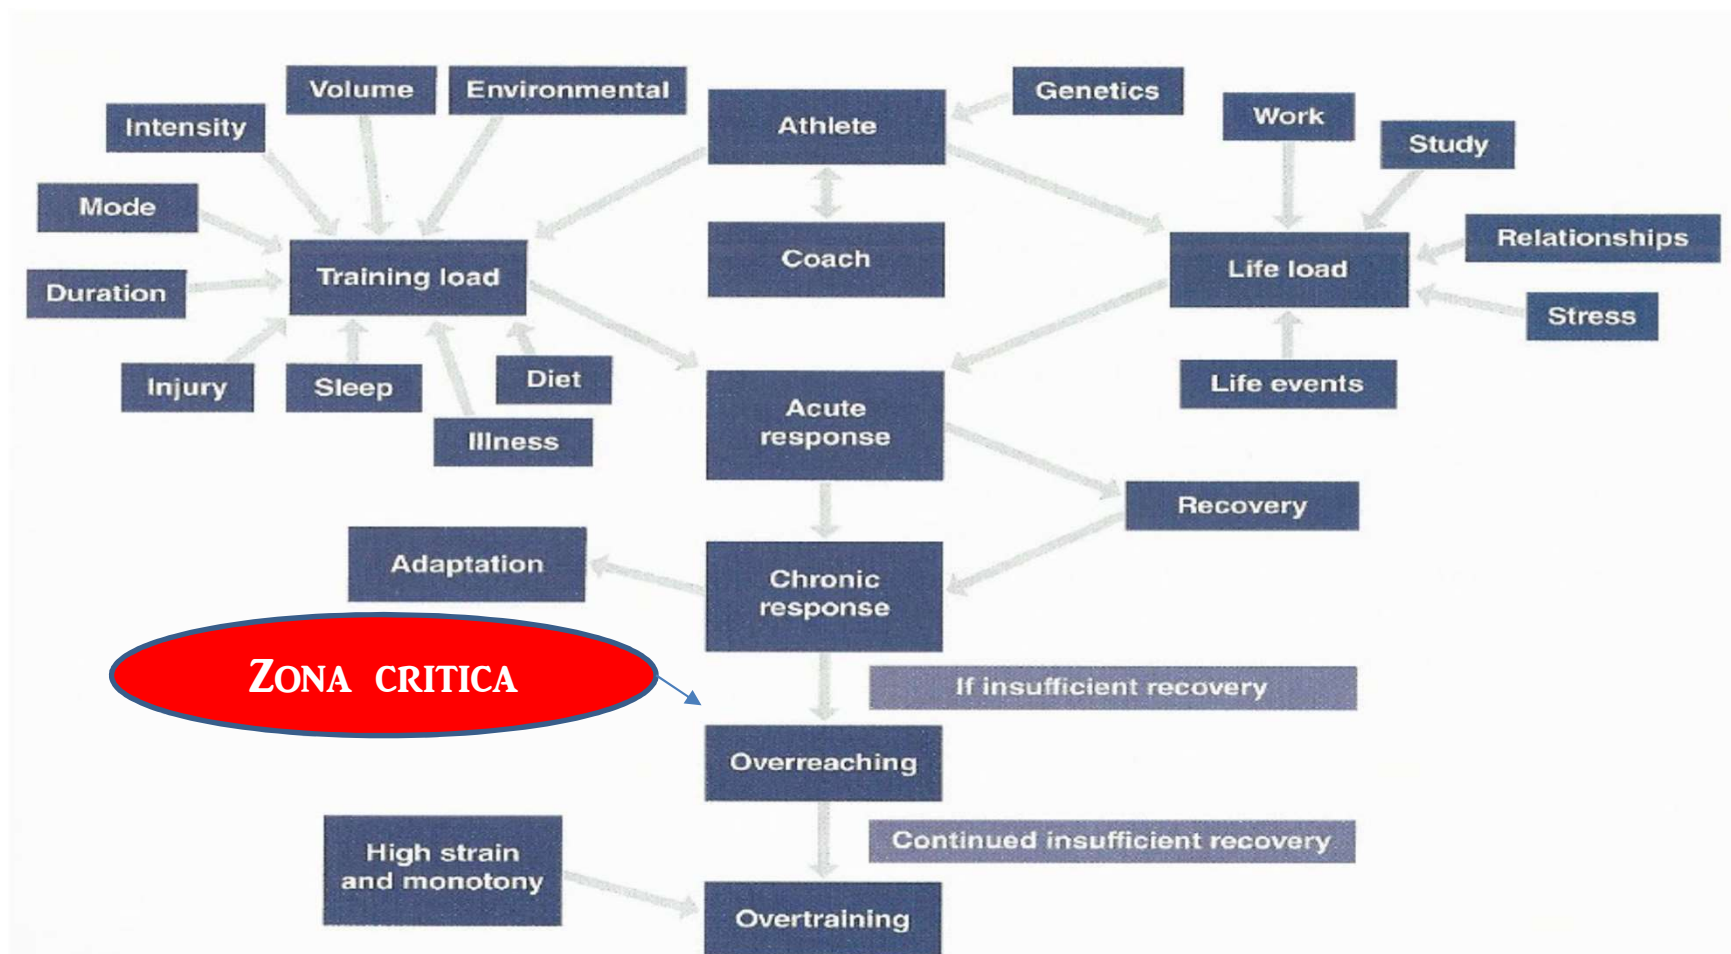 Volume
Environmental
Genetics
Athlete
Work
Intensity
Study
Mode
Relationships
Coach
Life load
Training load
Duration
Stress
Diet
Life events
Injury
Sleep
Acute
response
Illness
Recovery
Adaptation
Chronic
response
ZONA CRITICA
If insufficient recovery
Overreaching
Continued insufficient recovery
High strain
and monotony
Overtraining